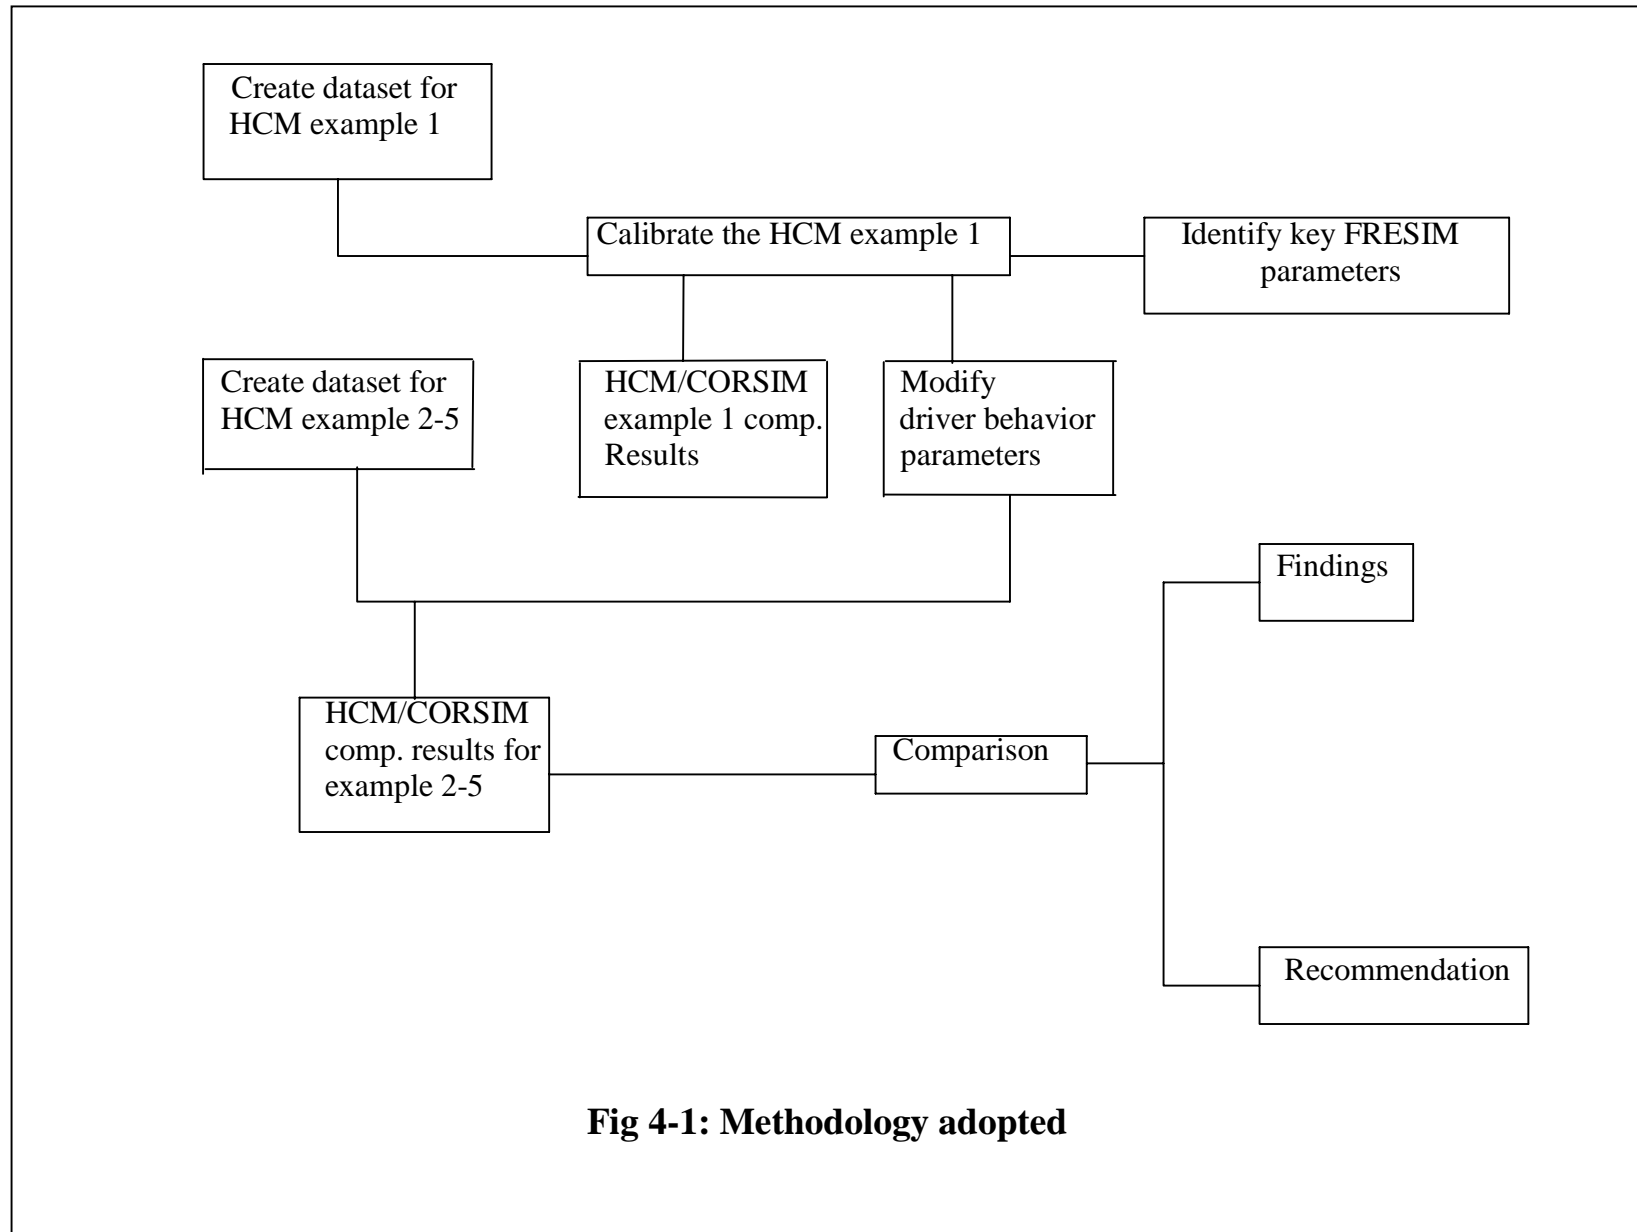 Create dataset for
HCM example 1
Calibrate the HCM example 1
Identify key FRESIM
parameters
Create dataset for
HCM example 2-5
HCM/CORSIM
example 1 comp.
Results
Modify
driver behavior
parameters
Findings
HCM/CORSIM
comp. results for
example 2-5
Comparison
Recommendation
Fig 4-1: Methodology adopted